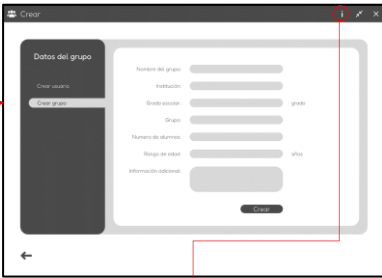 Crear
i
Datos del grupo
Crear usuario
Crear grupo
Nombre del grupo:
Institución:
Grado escolar:
grado
Grupo:
Numero de alumnos:
Rango de edad:
años
Información adicional:
Crear